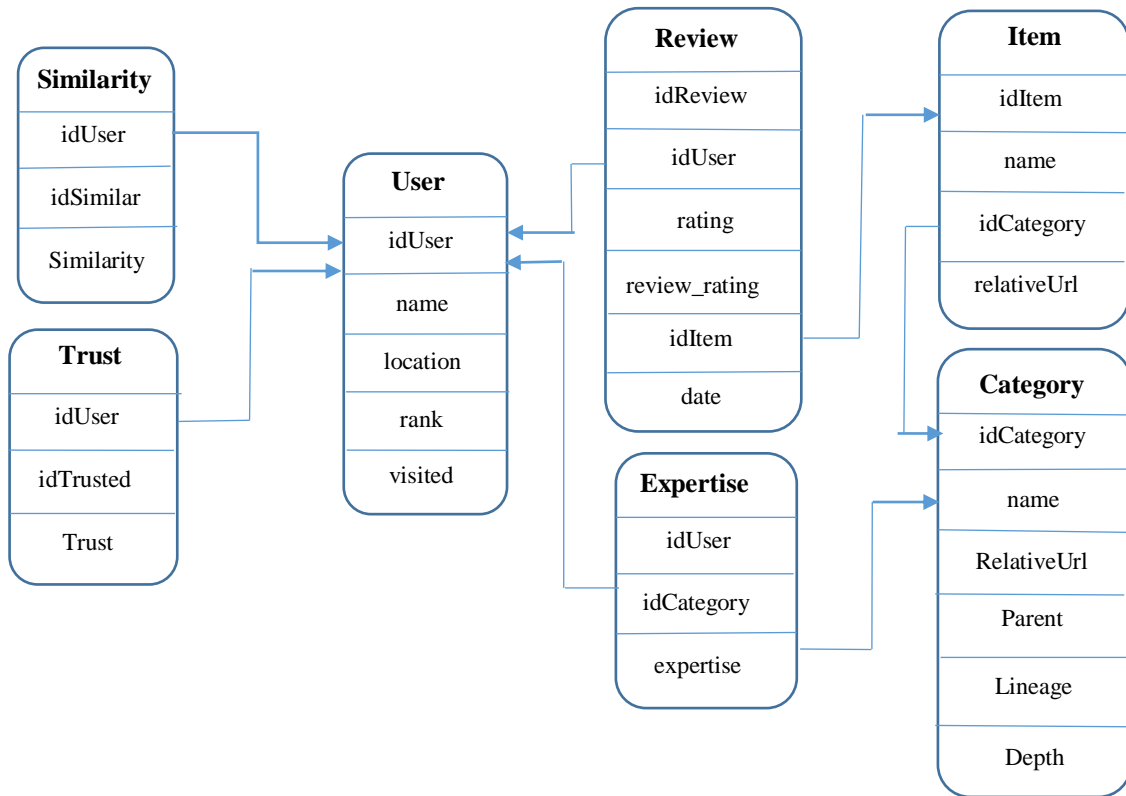 Similarity
idUser
idSimilar
Similarity
Trust
idUser
idTrusted
Trust
User
idUser
name
location
rank
visited
Review
idReview
idUser
rating
review_rating
idItem
date
Expertise
idUser
idCategory
expertise
Item
idItem
name
idCategory
relativeUrl
Category
idCategory
name
RelativeUrl
Parent
Lineage
Depth